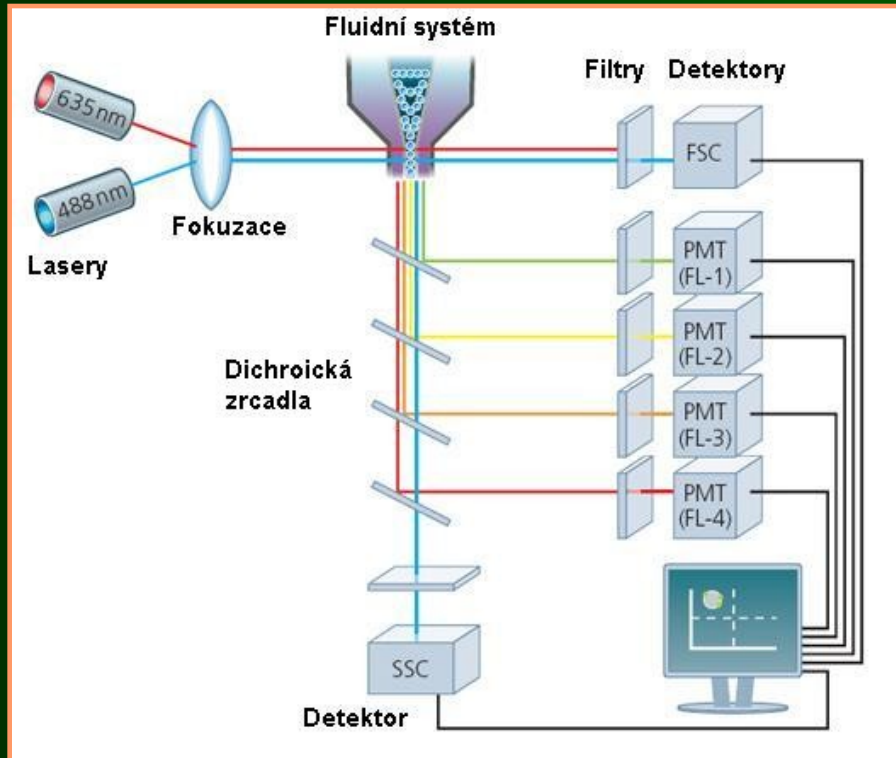 Fluidní systém
Filtry
Detektory
635nm
488nm
Fokuzace
Lasery
FSC
PMT
(FL-1)
PMT
(FL-2)
Dichroická
zrcadla
PMT
(FL-3)
PMT
(FL-4)
SSC
Detektor